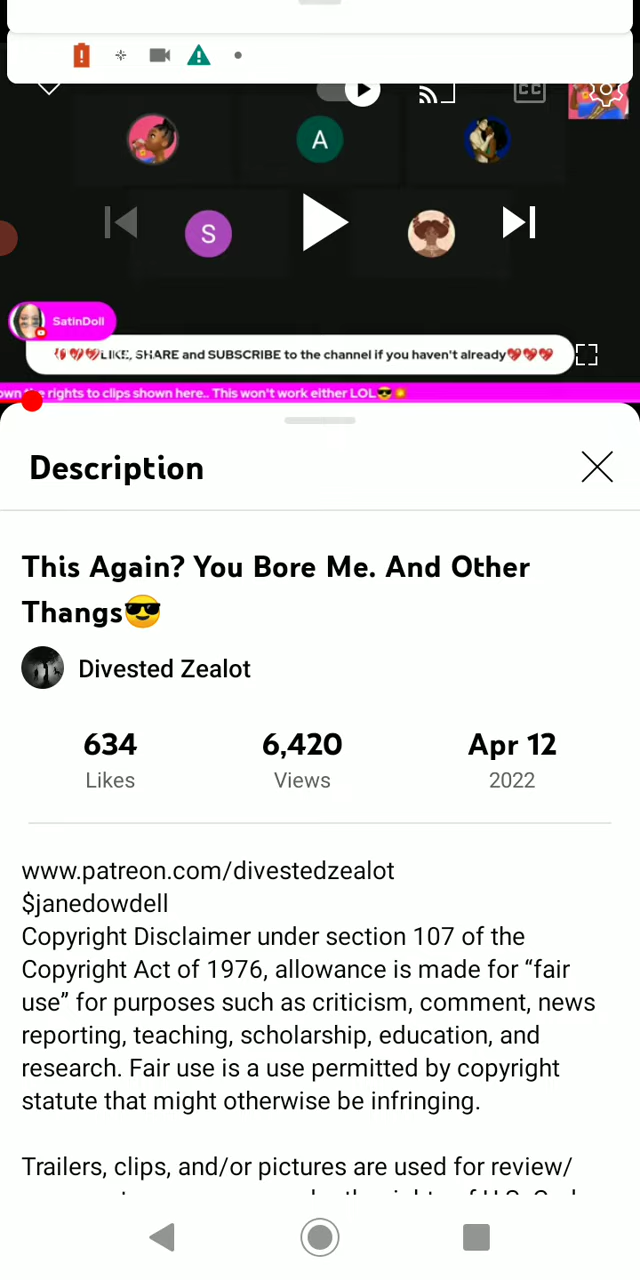 CC
A
S
SatinDoll
LIKE, SHARE and SUBSCRIBE to the channel if you haven't already
own the rights to clips shown here.. This won't work either LOL😎
Description
This Again? You Bore Me. And Other
Thangs😎
Divested Zealot
634 6,420 Apr 12
Likes Views 2022
www.patreon.com/divestedzealot
$janedowdell
Copyright Disclaimer under section 107 of the
Copyright Act of 1976, allowance is made for “fair
use” for purposes such as criticism, comment, news
reporting, teaching, scholarship, education, and
research. Fair use is a use permitted by copyright
statute that might otherwise be infringing.
Trailers, clips, and/or pictures are used for review/